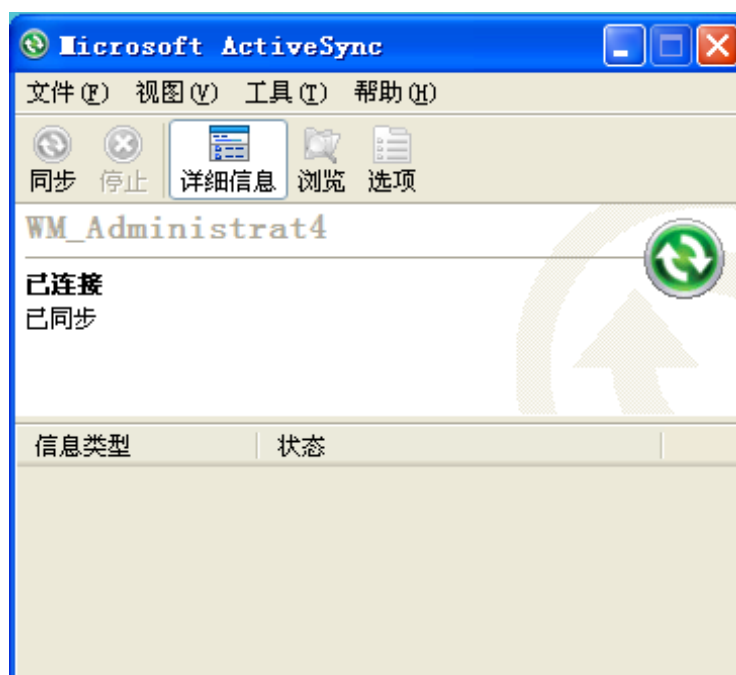 Microsoft ActiveSync
文件(F) 视图(V) 工具(T) 帮助(H)
同步 停止 详细信息 浏览 选项
WM_Administrat4
已连接
已同步
信息类型 状态